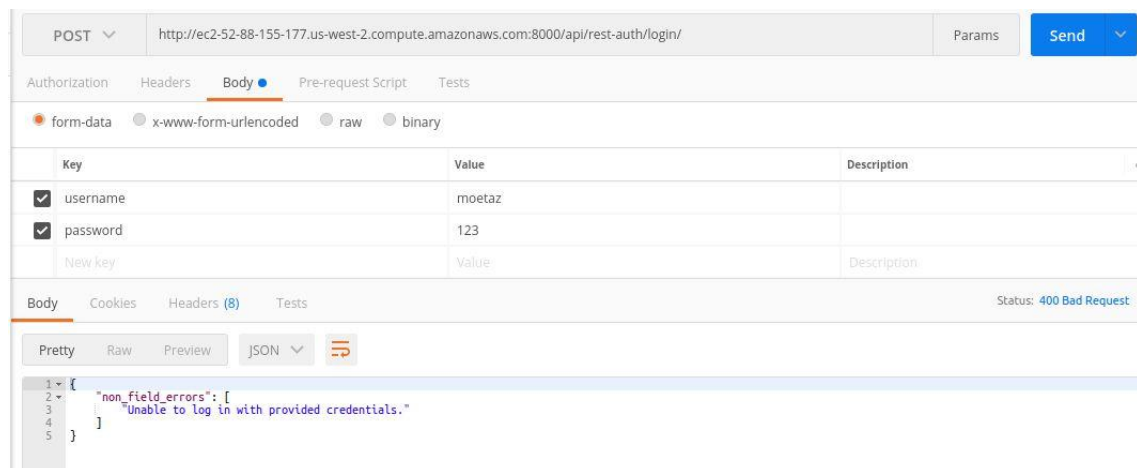 POST http://ec2-52-88-155-177.us-west-2.compute.amazonaws.com:8000/api/rest-auth/login/ Params Send
Authorization Headers Body Pre-request Script Tests
form-data x-www-form-urlencoded raw binary
Key Value Description
username moetaz
password 123
New key Value Description
Body Cookies Headers (8) Tests Status: 400 Bad Request
Pretty Raw Preview JSON
1 {
2 "non_field_errors": [
3 "Unable to log in with provided credentials."
4 ]
5 }